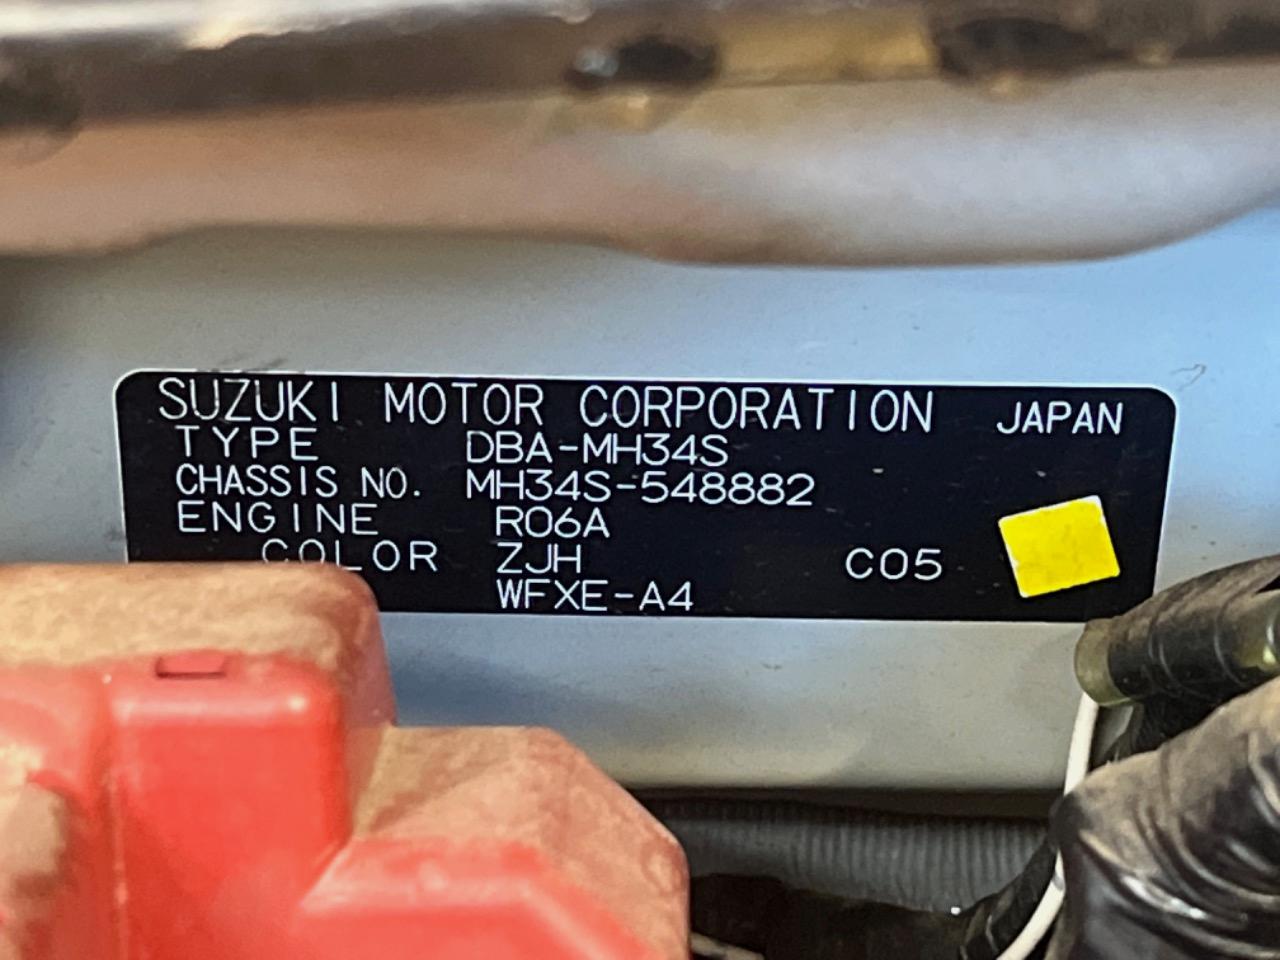 SUZUKI MOTOR CORPORATION JAPAN
TYPE DBA-MH34S
CHASSIS NO. MH34S-548882
ENGINE R06A
COLOR ZJH C05
WFXE-A4